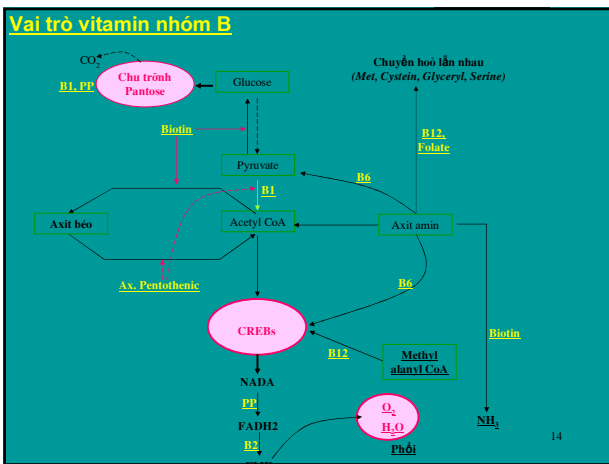 Vai trò vitamin nhóm B
CO2
Chuyển hoò lẫn nhau
(Met, Cystein, Glyceryl, Serine)
Chu trònh
Pantose
Glucose
B1, PP
Biotin
B12,
Folate
Pyruvate
B6
B1
Axit béo
Acetyl CoA
Axit amin
Ax. Pentothenic
B6
CREBs
Biotin
B12
Methyl
alanyl CoA
NADA
PP
O2
H2O
NH3
FADH2
14
B2
Phổi